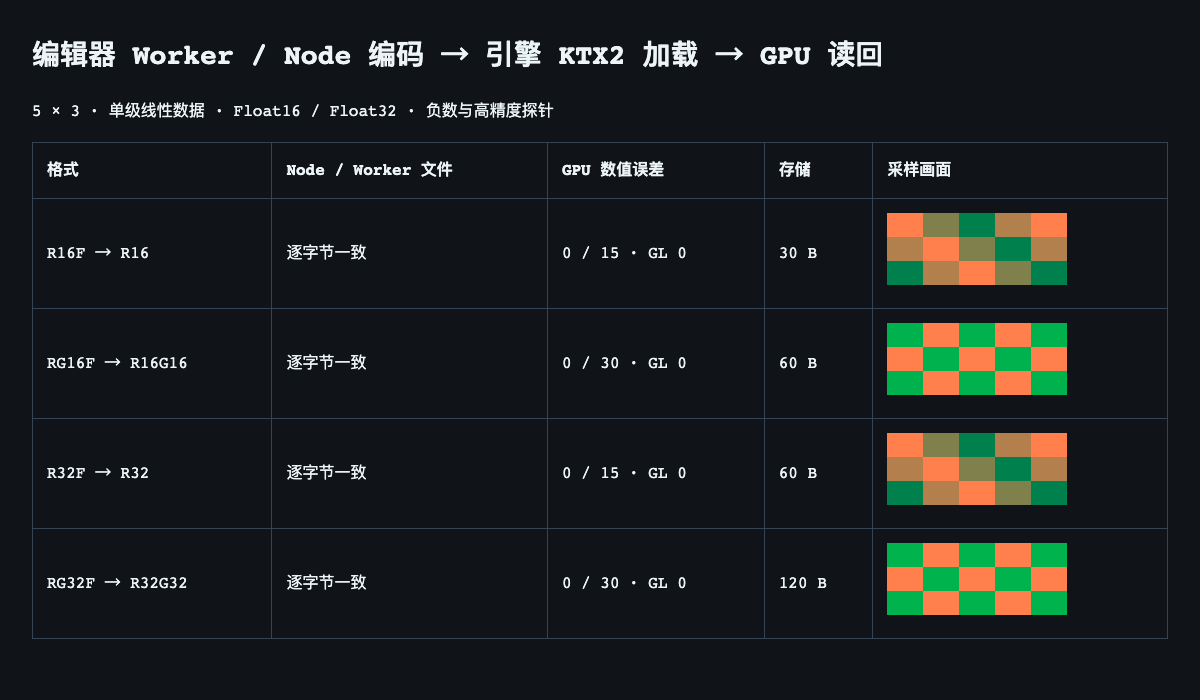 编辑器 Worker / Node 编码 → 引擎 KTX2 加载 → GPU 读回
5 × 3 · 单级线性数据 · Float16 / Float32 · 负数与高精度探针
格式 Node / Worker 文件 GPU 数值误差 存储 采样画面
R16F → R16 逐字节一致 0 / 15 · GL 0 30 B
RG16F → R16G16 逐字节一致 0 / 30 · GL 0 60 B
R32F → R32 逐字节一致 0 / 15 · GL 0 60 B
RG32F → R32G32 逐字节一致 0 / 30 · GL 0 120 B